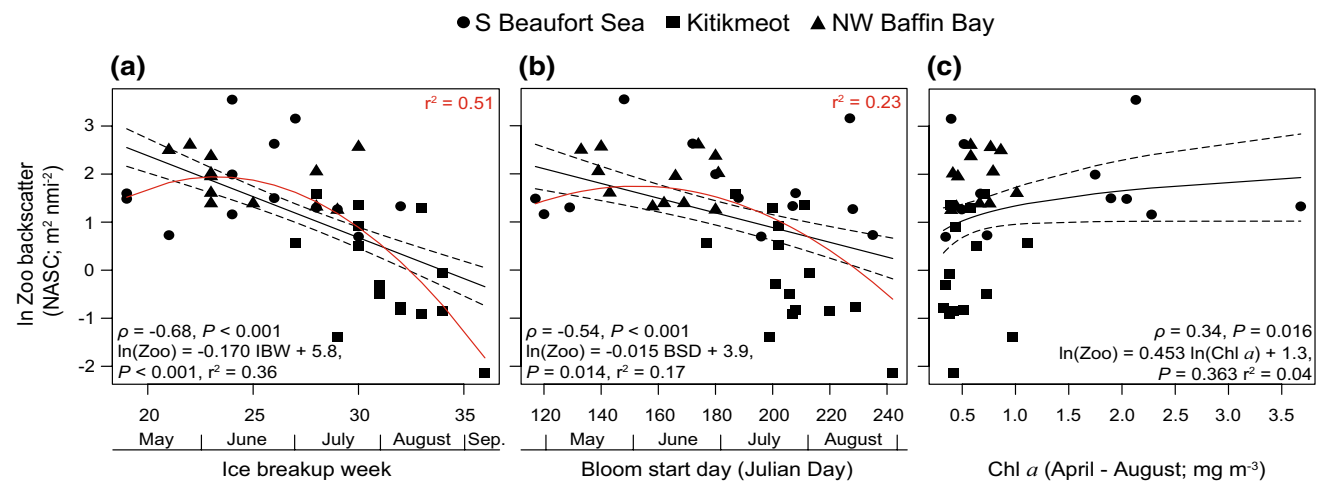 S Beaufort Sea Kitikmeot NW Baffin Bay
(a)
(b)
(c)
ln Zoo backscatter
(NASC; m² nmi⁻²)
3
2
1
0
-1
-2
r² = 0.51
ρ = -0.68, P < 0.001
ln(Zoo) = -0.170 IBW + 5.8,
P < 0.001, r² = 0.36
20 25 30 35
May June July August Sep.
Ice breakup week
r² = 0.23
ρ = -0.54, P < 0.001
ln(Zoo) = -0.015 BSD + 3.9,
P = 0.014, r² = 0.17
120 140 160 180 200 220 240
May June July August
Bloom start day (Julian Day)
ρ = 0.34, P = 0.016
ln(Zoo) = 0.453 ln(Chl a) + 1.3,
P = 0.363 r² = 0.04
0.5 1.0 1.5 2.0 2.5 3.0 3.5
Chl a (April - August; mg m⁻³)